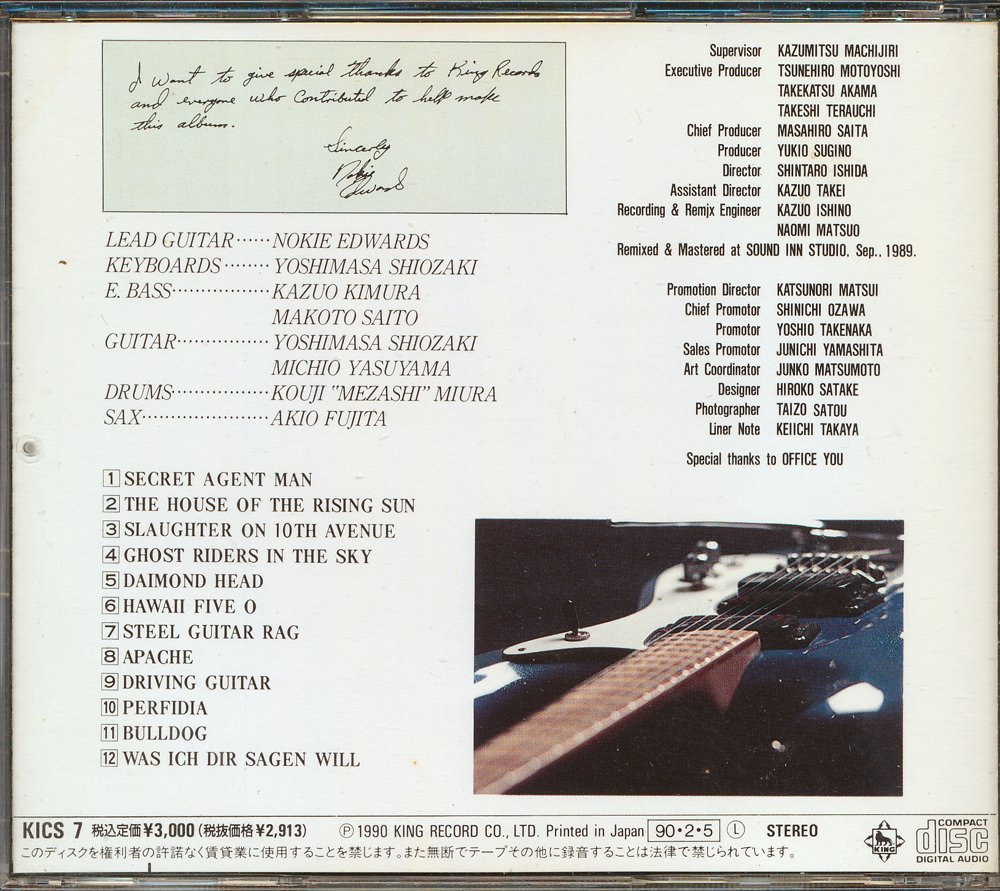 I want to give special thanks to King Records
and everyone who Contributed to help make
this album.
Sincerly
Nokie
Edwards
LEAD GUITAR······NOKIE EDWARDS
KEYBOARDS········YOSHIMASA SHIOZAKI
E. BASS················KAZUO KIMURA
MAKOTO SAITO
GUITAR···············YOSHIMASA SHIOZAKI
MICHIO YASUYAMA
DRUMS················KOUJI "MEZASHI" MIURA
SAX·····················AKIO FUJITA
1 SECRET AGENT MAN
2 THE HOUSE OF THE RISING SUN
3 SLAUGHTER ON 10TH AVENUE
4 GHOST RIDERS IN THE SKY
5 DAIMOND HEAD
6 HAWAII FIVE O
7 STEEL GUITAR RAG
8 APACHE
9 DRIVING GUITAR
10 PERFIDIA
11 BULLDOG
12 WAS ICH DIR SAGEN WILL
Supervisor KAZUMITSU MACHIJIRI
Executive Producer TSUNEHIRO MOTOYOSHI
TAKEKATSU AKAMA
TAKESHI TERAUCHI
Chief Producer MASAHIRO SAITA
Producer YUKIO SUGINO
Director SHINTARO ISHIDA
Assistant Director KAZUO TAKEI
Recording & Remjx Engineer KAZUO ISHINO
NAOMI MATSUO
Remixed & Mastered at SOUND INN STUDIO, Sep., 1989.
Promotion Director KATSUNORI MATSUI
Chief Promotor SHINICHI OZAWA
Promotor YOSHIO TAKENAKA
Sales Promotor JUNICHI YAMASHITA
Art Coordinator JUNKO MATSUMOTO
Designer HIROKO SATAKE
Photographer TAIZO SATOU
Liner Note KEIICHI TAKAYA
Special thanks to OFFICE YOU
KICS 7 税込定価¥3,000 (税抜価格¥2,913) Ⓟ1990 KING RECORD CO., LTD. Printed in Japan 90・2・5 Ⓛ STEREO
このディスクを権利者の許諾なく賃貸業に使用することを禁じます。また無断でテープその他に録音することは法律で禁じられています。
KING
COMPACT
disc
DIGITAL AUDIO